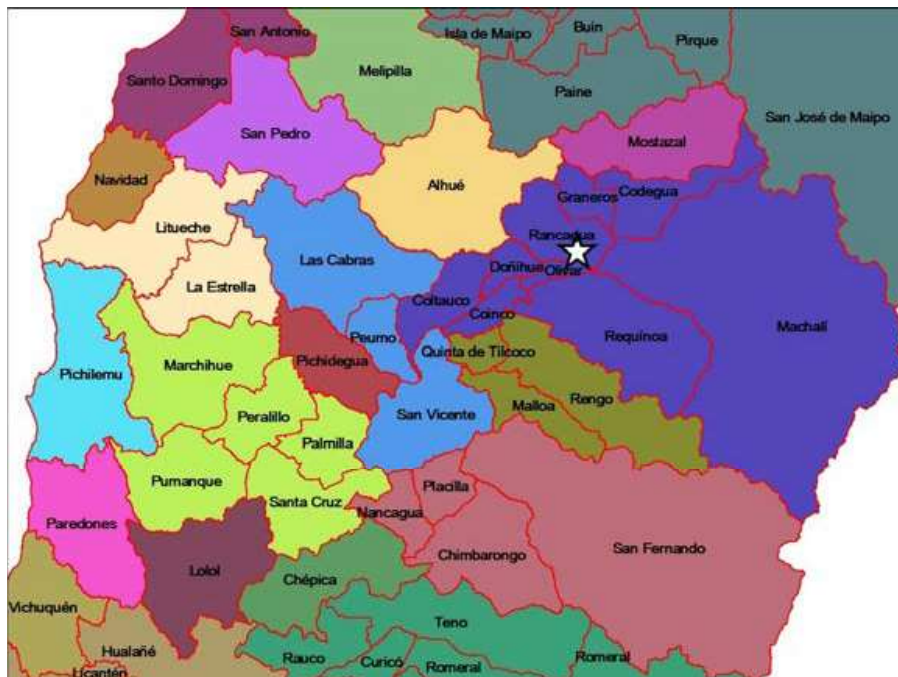 San Antonio
Isla de Maipo
Buin
Pirque
Santo Domingo
Melipilla
Paine
San José de Maipo
San Pedro
Mostazal
Navidad
Alhué
Codegua
Graneros
Litueche
Rancagua
Las Cabras
Doñihue
Olivar
La Estrella
Coltauco
Coinco
Machalí
Peumo
Requínoa
Quinta de Tilcoco
Pichidegua
Marchihue
Pichilemu
Rengo
Malloa
San Vicente
Peralillo
Palmilla
Pumanque
Placilla
Santa Cruz
Nancagua
Paredones
San Fernando
Chimbarongo
Lolol
Chépica
Vichuquén
Teno
Hualañé
Rauco
Curicó
Romeral
Romeral
Licantén